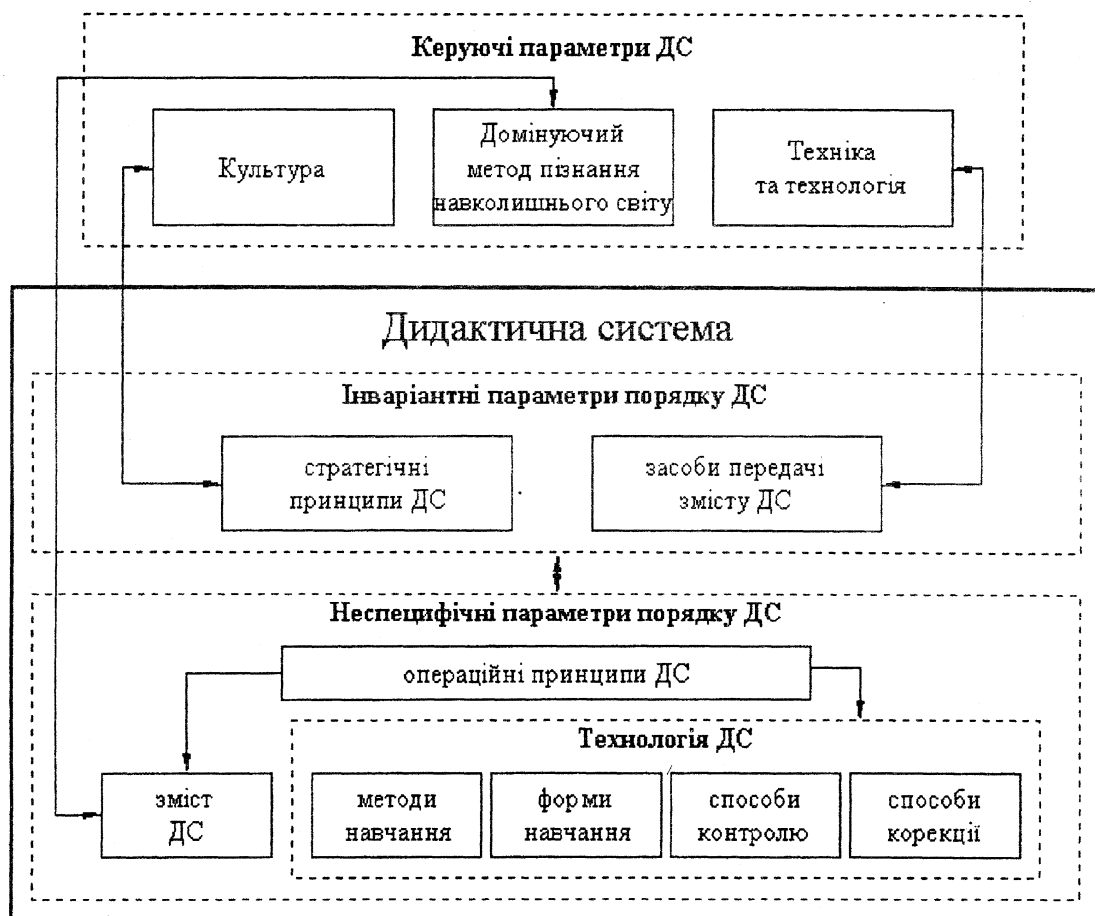 Керуючі параметри ДС
Культура
Домінуючий
метод пізнання
навколишнього світу
Техніка
та технологія
Дидактична система
Інваріантні параметри порядку ДС
стратегічні
принципи ДС
засоби передачі
змісту ДС
Неспецифічні параметри порядку ДС
операційні принципи ДС
Технологія ДС
зміст
ДС
методи
навчання
форми
навчання
способи
контролю
способи
корекції